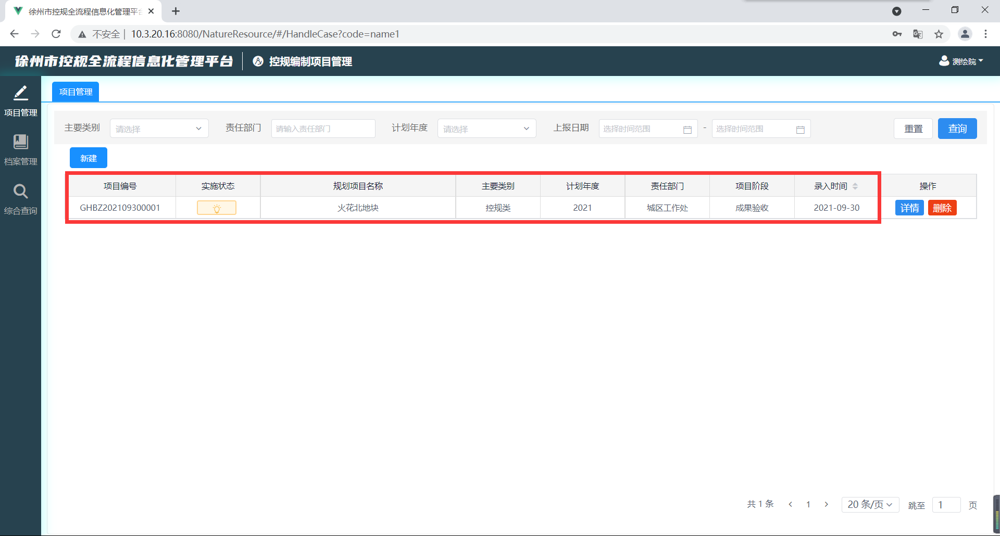 徐州市控规全流程信息化管理平台
不安全 | 10.3.20.16:8080/NatureResource/#/HandleCase?code=name1
徐州市控规全流程信息化管理平台 控规编制项目管理 测绘院
项目管理
档案管理
综合查询
项目管理
主要类别 请选择 责任部门 请输入责任部门 计划年度 请选择 上报日期 选择时间范围 - 选择时间范围 重置 查询
新建
项目编号 实施状态 规划项目名称 主要类别 计划年度 责任部门 项目阶段 录入时间 操作
GHBZ202109300001 火花北地块 控规类 2021 城区工作处 成果验收 2021-09-30 详情 删除
共 1 条 1 20 条/页 跳至 1 页